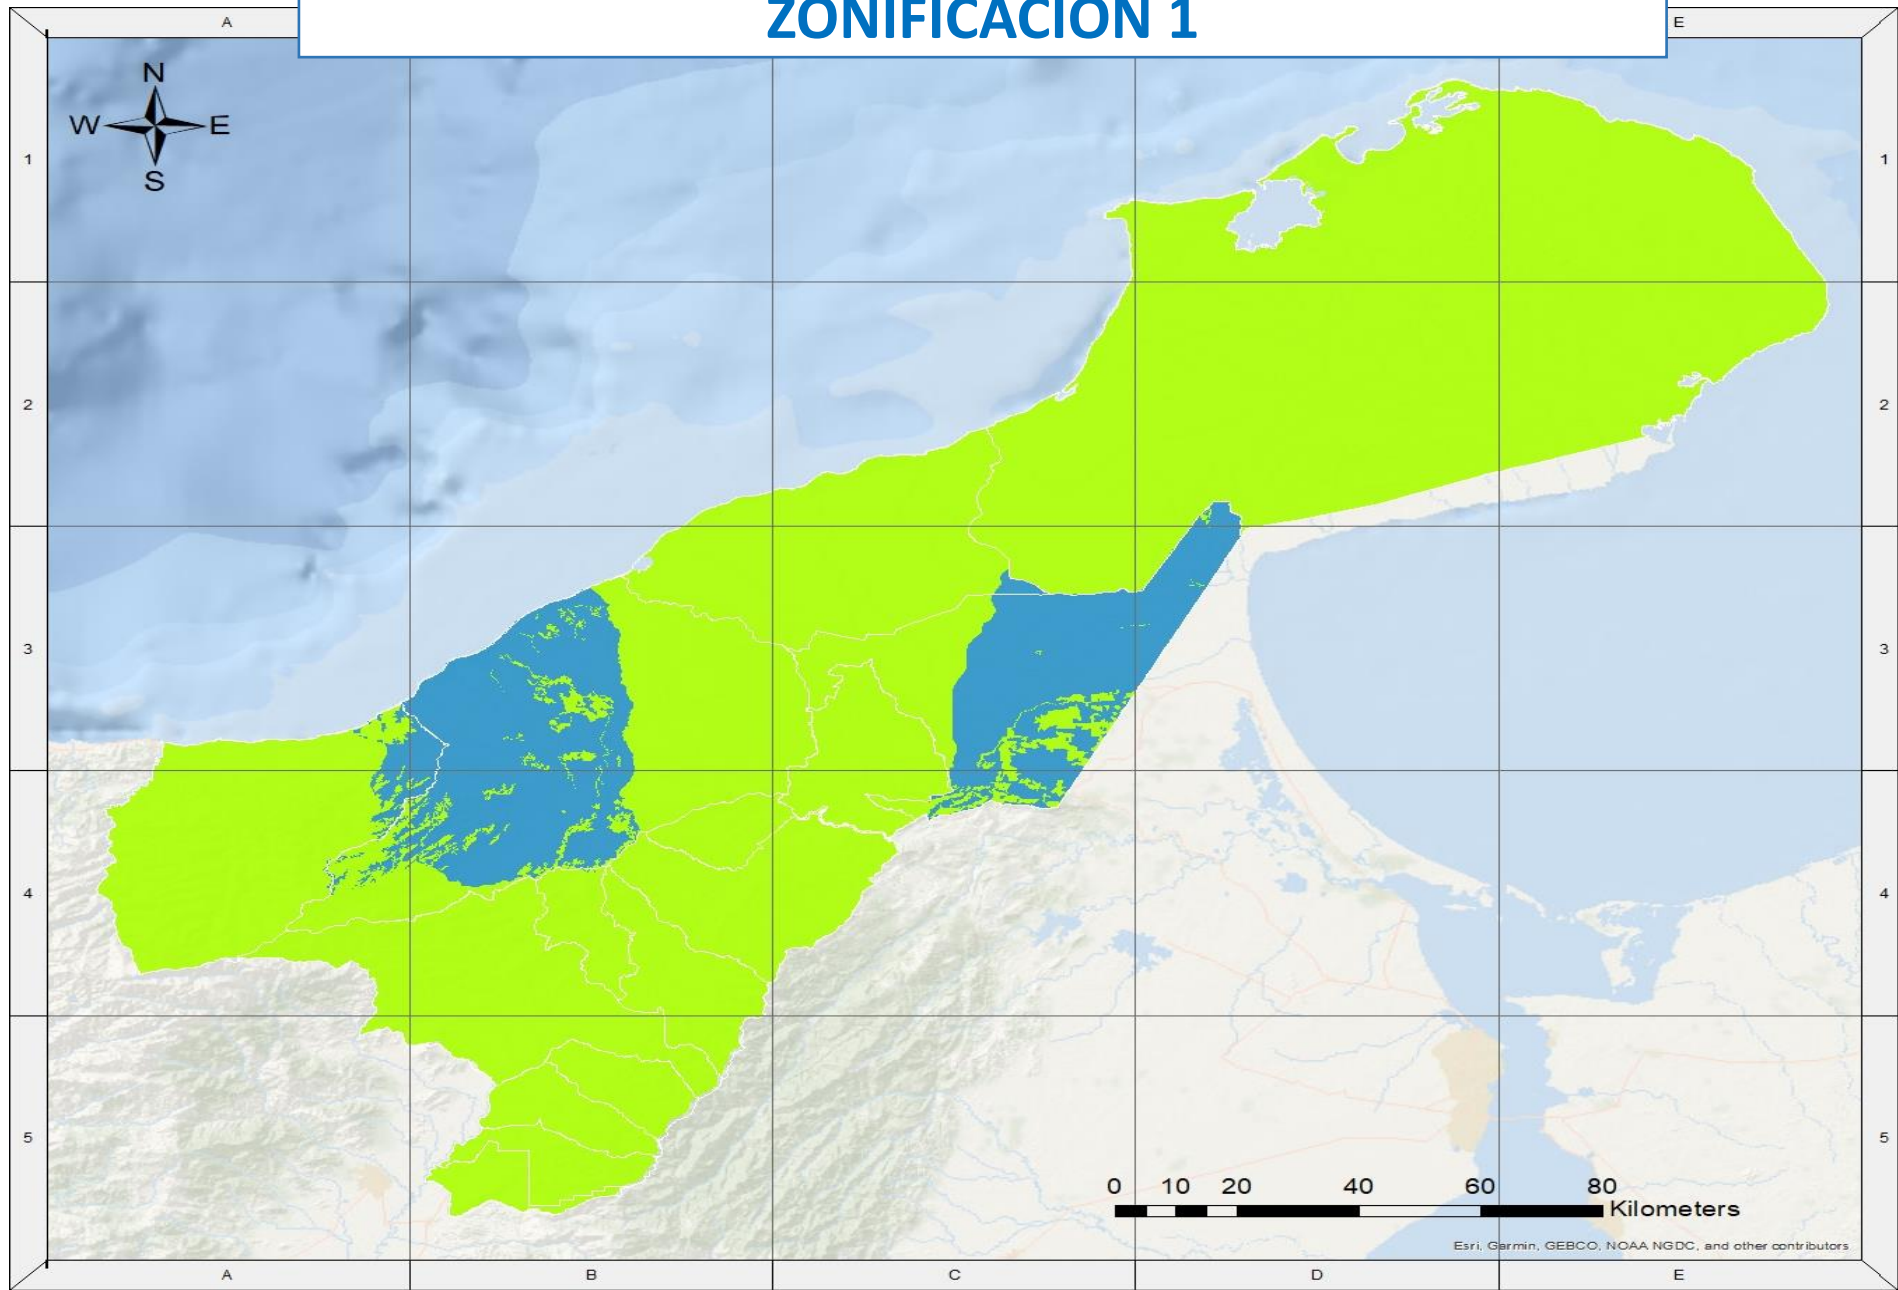 ZONIFICACIÓN 1
A
E
N
W
E
S
1
1
2
2
3
3
4
4
5
5
0 10 20 40 60 80
Kilometers
Esri, Garmin, GEBCO, NOAA NGDC, and other contributors
A
B
C
D
E